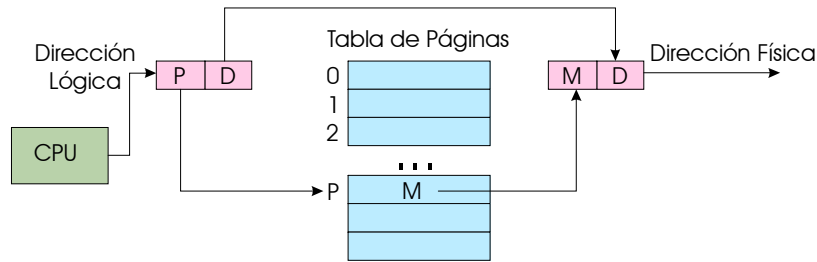 Dirección
Lógica
P D
Tabla de Páginas
M D
Dirección Física
0
1
2
CPU
...
P
M